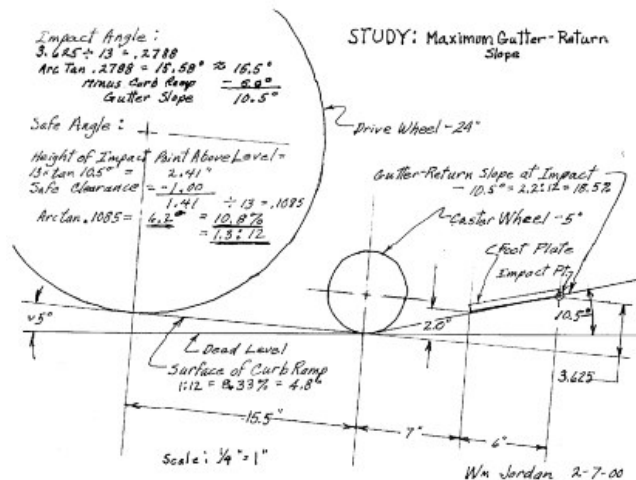 STUDY: Maximum Gutter-Return
Slope
Impact Angle:
3.625 ÷ 13 = .2788
Arc Tan .2788 = 15.58° ≈ 15.5°
Minus Curb Ramp - 5.0°
Gutter Slope 10.5°
Safe Angle:
Height of Impact Point Above Level =
13 × tan 10.5° = 2.41"
Safe Clearance = -1.00
1.41 ÷ 13 = .1085
Arctan .1085 = 6.2° = 10.8%
= 1.3:12
Drive Wheel - 24"
Gutter-Return Slope at Impact
- 10.5° = 2.2:12 = 18.5%
Caster Wheel - 5"
Foot Plate
Impact Pt.
10.5°
2.0"
5°
Dead Level
Surface of Curb Ramp
1:12 = 8.33% = 4.8°
3.625
15.5"
7"
6"
Scale: 1/4" = 1"
Wm Jordan 2-7-00